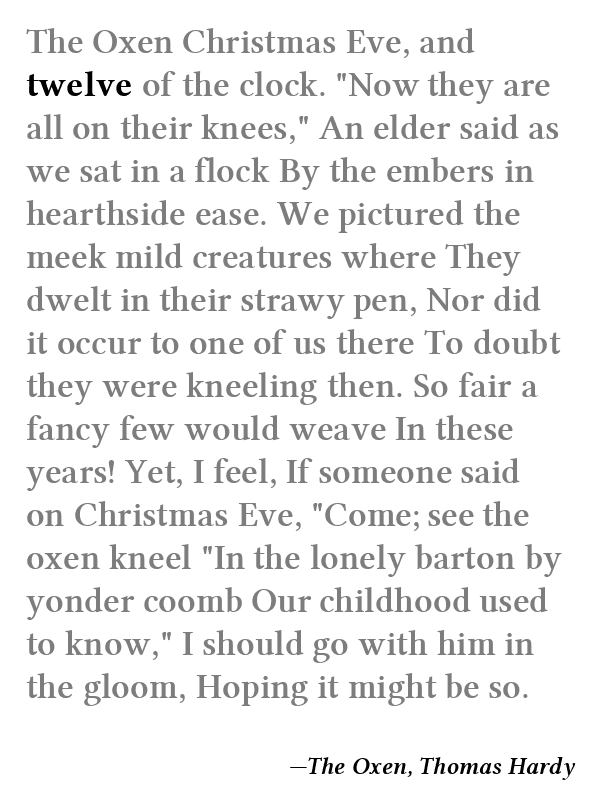 The Oxen Christmas Eve, and
twelve of the clock. "Now they are
all on their knees," An elder said as
we sat in a flock By the embers in
hearthside ease. We pictured the
meek mild creatures where They
dwelt in their strawy pen, Nor did
it occur to one of us there To doubt
they were kneeling then. So fair a
fancy few would weave In these
years! Yet, I feel, If someone said
on Christmas Eve, "Come; see the
oxen kneel "In the lonely barton by
yonder coomb Our childhood used
to know," I should go with him in
the gloom, Hoping it might be so.
—The Oxen, Thomas Hardy